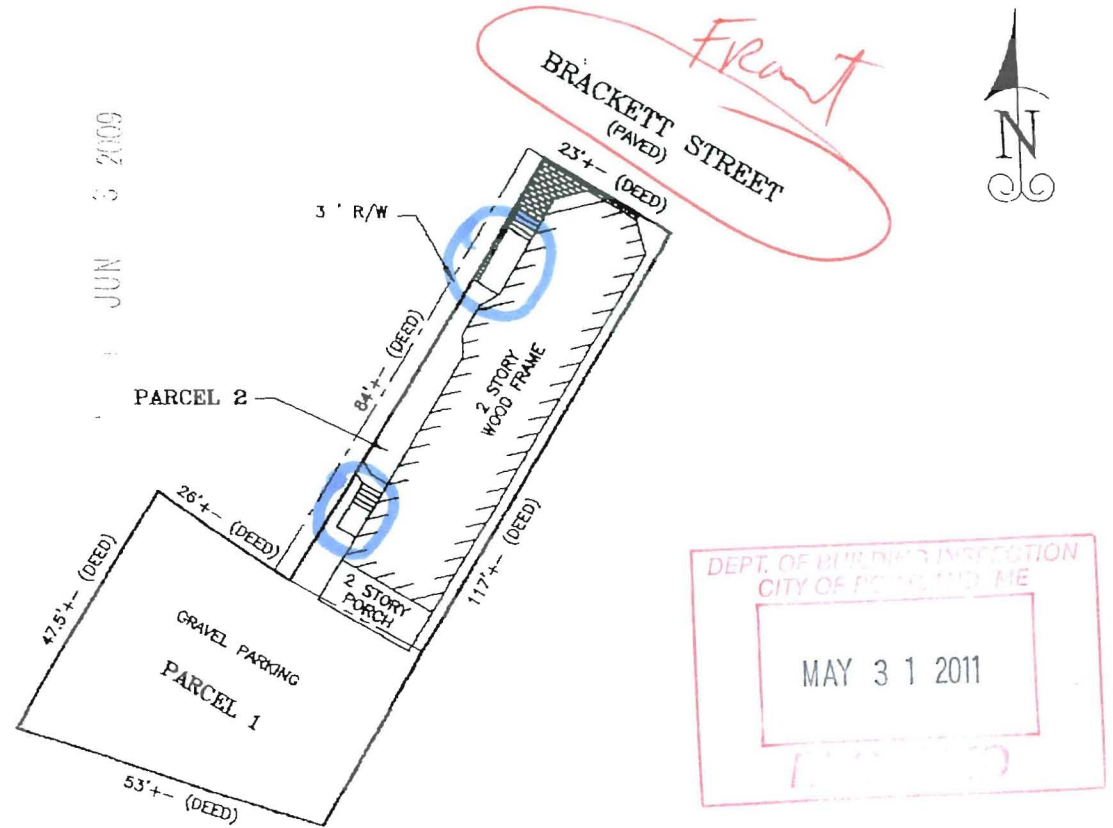 Front
BRACKETT STREET
(PAVED)
N
JUN 3 2009
23'+- (DEED)
3' R/W
84'+- (DEED)
PARCEL 2
2 STORY
WOOD FRAME
26'+- (DEED)
117'+- (DEED)
2 STORY
PORCH
47.5'+- (DEED)
GRAVEL PARKING
PARCEL 1
53'+- (DEED)
DEPT. OF BUILDING INSPECTION
CITY OF PORTLAND, ME
MAY 3 1 2011